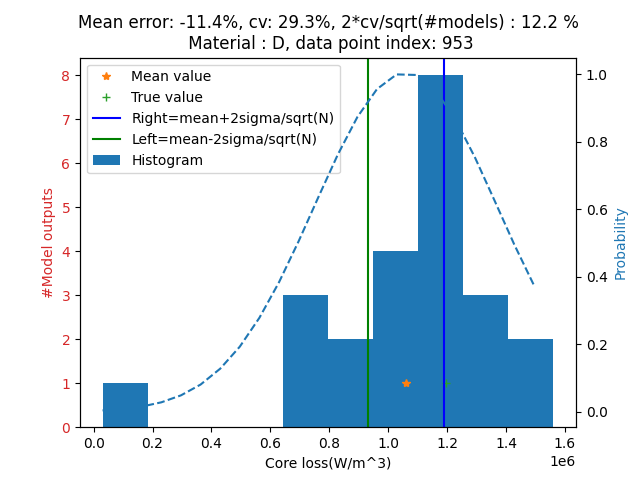 Mean error: -11.4%, cv: 29.3%, 2*cv/sqrt(#models) : 12.2 %
Material : D, data point index: 953
Mean value
True value
Right=mean+2sigma/sqrt(N)
Left=mean-2sigma/sqrt(N)
Histogram
#Model outputs
8
7
6
5
4
3
2
1
0
1.0
0.8
0.6
0.4
0.2
0.0
Probability
0.0 0.2 0.4 0.6 0.8 1.0 1.2 1.4 1.6
1e6
Core loss(W/m^3)